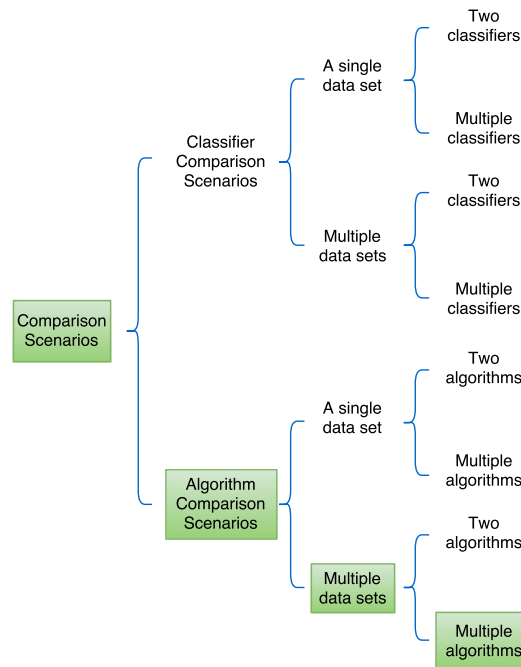 Two
classifiers
A single
data set
Multiple
classifiers
Classifier
Comparison
Scenarios
Two
classifiers
Multiple
data sets
Multiple
classifiers
Comparison
Scenarios
Two
algorithms
A single
data set
Multiple
algorithms
Algorithm
Comparison
Scenarios
Two
algorithms
Multiple
data sets
Multiple
algorithms